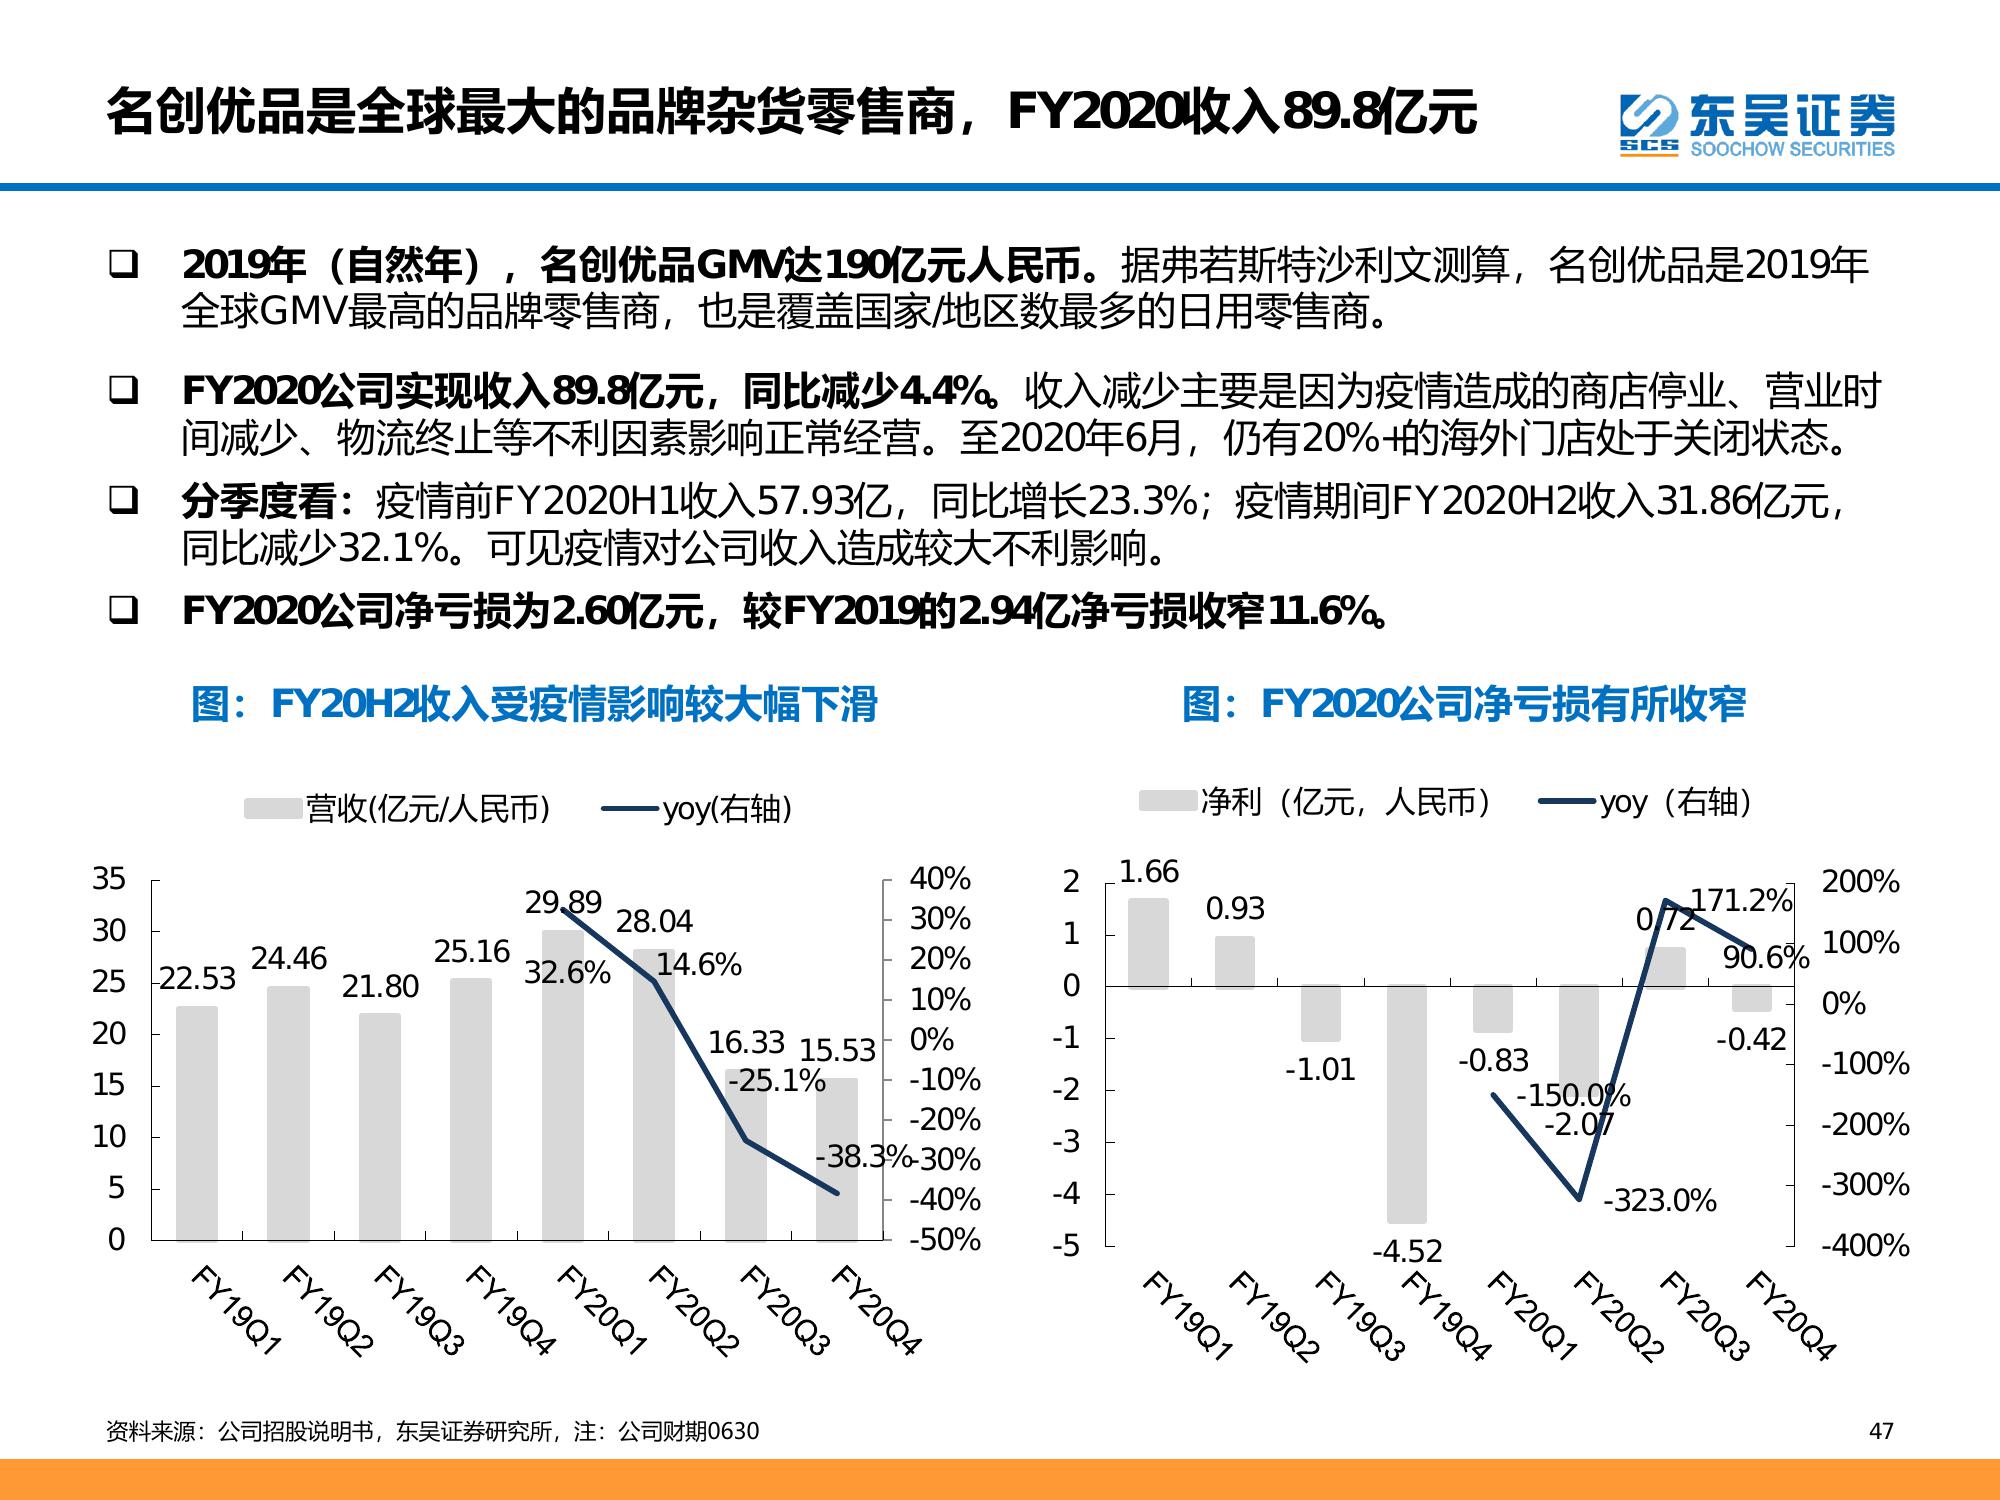 名创优品是全球最大的品牌杂货零售商，FY2020收入89.8亿元
东吴证券
SCS
SOOCHOW SECURITIES
❑ 2019年（自然年），名创优品GMV达190亿元人民币。据弗若斯特沙利文测算，名创优品是2019年
全球GMV最高的品牌零售商，也是覆盖国家/地区数最多的日用零售商。
❑ FY2020公司实现收入89.8亿元，同比减少4.4%。收入减少主要是因为疫情造成的商店停业、营业时
间减少、物流终止等不利因素影响正常经营。至2020年6月，仍有20%+的海外门店处于关闭状态。
❑ 分季度看：疫情前FY2020H1收入57.93亿，同比增长23.3%；疫情期间FY2020H2收入31.86亿元，
同比减少32.1%。可见疫情对公司收入造成较大不利影响。
❑ FY2020公司净亏损为2.60亿元，较FY2019的2.94亿净亏损收窄11.6%。
图：FY20H2收入受疫情影响较大幅下滑
营收(亿元/人民币) yoy(右轴)
35
30
25
20
15
10
5
0
22.53
24.46
21.80
25.16
29.89
28.04
16.33
15.53
32.6%
14.6%
-25.1%
-38.3%
40%
30%
20%
10%
0%
-10%
-20%
-30%
-40%
-50%
FY19Q1
FY19Q2
FY19Q3
FY19Q4
FY20Q1
FY20Q2
FY20Q3
FY20Q4
图：FY2020公司净亏损有所收窄
净利（亿元，人民币） yoy（右轴）
2
1
0
-1
-2
-3
-4
-5
1.66
0.93
-1.01
-4.52
-0.83
-2.07
0.72
-0.42
-150.0%
-323.0%
171.2%
90.6%
200%
100%
0%
-100%
-200%
-300%
-400%
FY19Q1
FY19Q2
FY19Q3
FY19Q4
FY20Q1
FY20Q2
FY20Q3
FY20Q4
资料来源：公司招股说明书，东吴证券研究所，注：公司财期0630
47